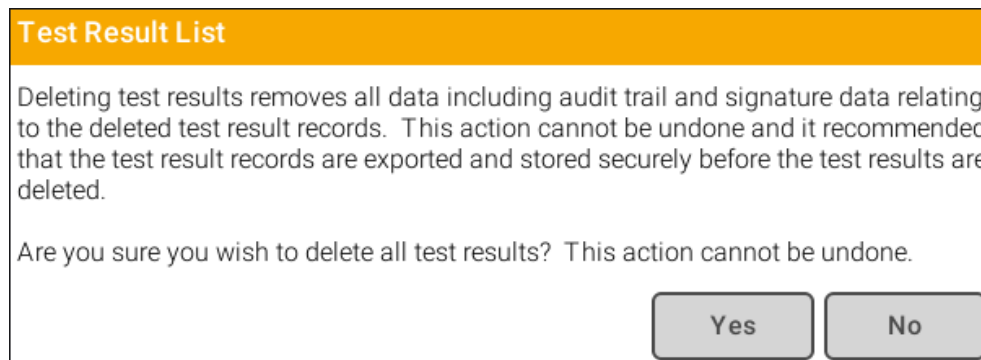 Test Result List
Deleting test results removes all data including audit trail and signature data relating
to the deleted test result records.  This action cannot be undone and it recommended
that the test result records are exported and stored securely before the test results are
deleted.
Are you sure you wish to delete all test results?  This action cannot be undone.
Yes No